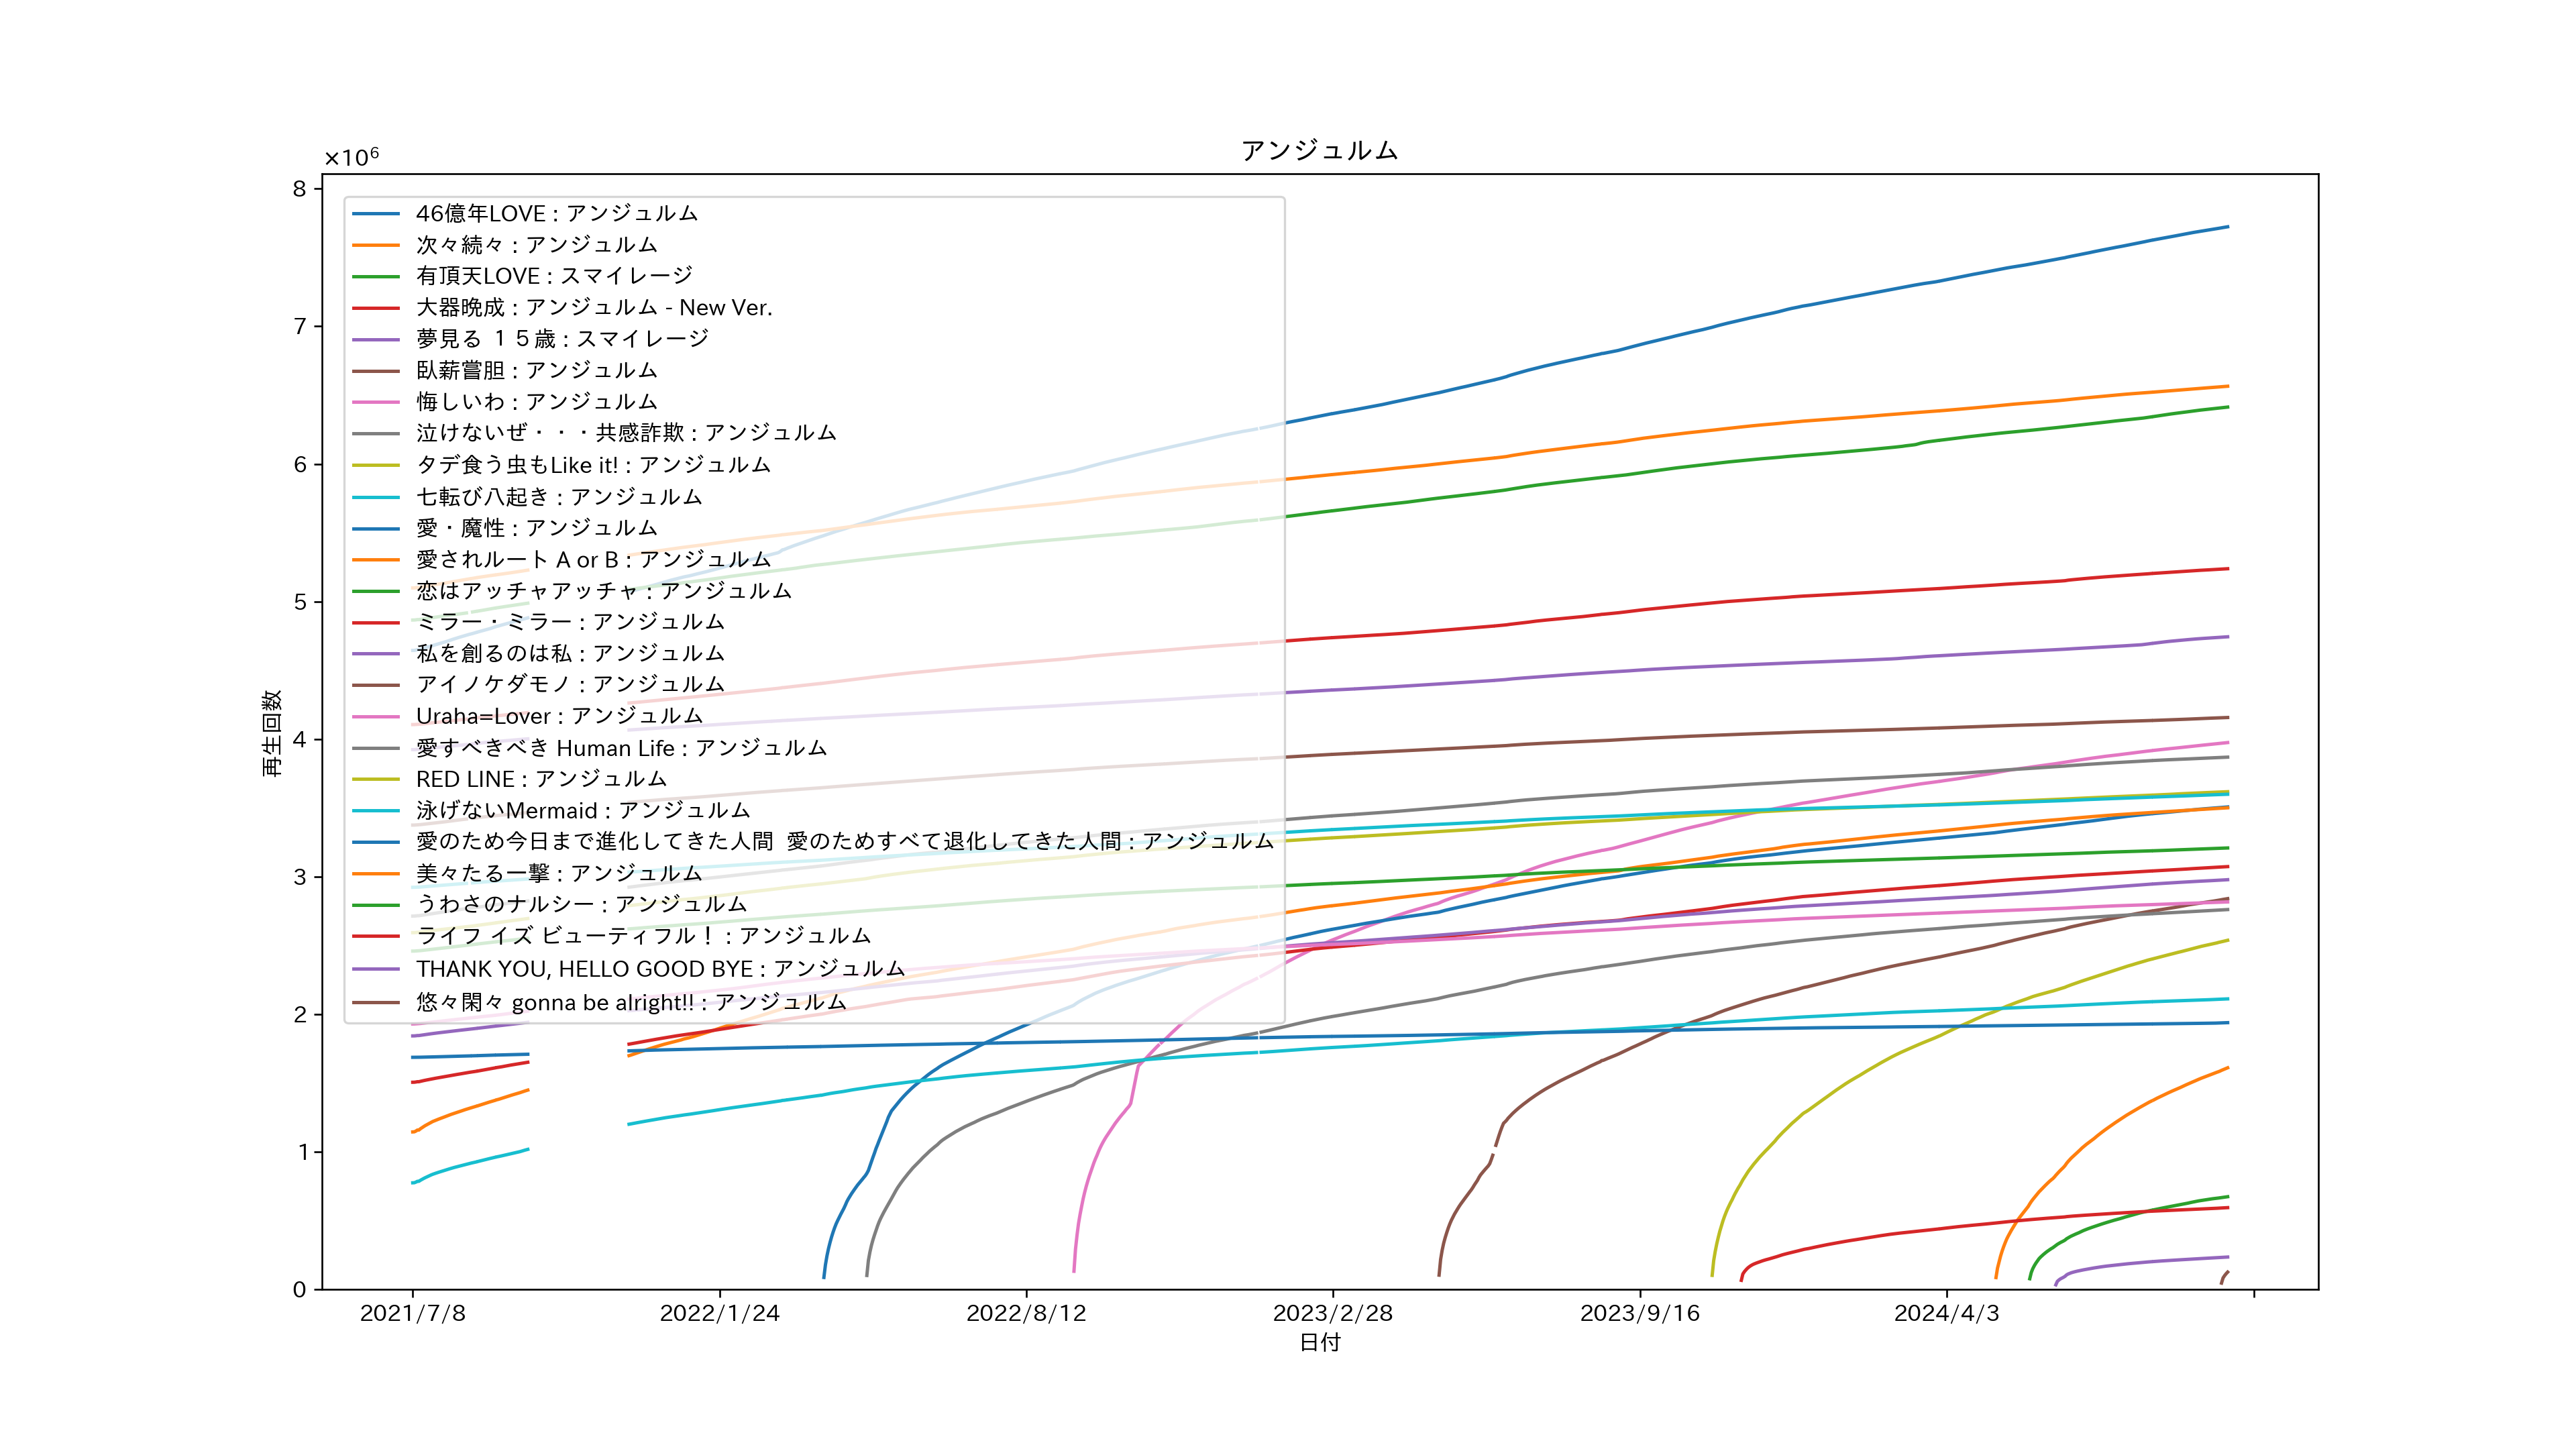 アンジュルム
×10⁶
8
7
6
5
4
3
2
1
0
再生回数
46億年LOVE : アンジュルム
次々続々 : アンジュルム
有頂天LOVE : スマイレージ
大器晩成 : アンジュルム - New Ver.
夢見る １５歳 : スマイレージ
臥薪嘗胆 : アンジュルム
悔しいわ : アンジュルム
泣けないぜ・・・共感詐欺 : アンジュルム
タデ食う虫もLike it! : アンジュルム
七転び八起き : アンジュルム
愛・魔性 : アンジュルム
愛されルート A or B : アンジュルム
恋はアッチャアッチャ : アンジュルム
ミラー・ミラー : アンジュルム
私を創るのは私 : アンジュルム
アイノケダモノ : アンジュルム
Uraha=Lover : アンジュルム
愛すべきべき Human Life : アンジュルム
RED LINE : アンジュルム
泳げないMermaid : アンジュルム
愛のため今日まで進化してきた人間 愛のためすべて退化してきた人間 : アンジュルム
美々たる一撃 : アンジュルム
うわさのナルシー : アンジュルム
ライフ イズ ビューティフル！ : アンジュルム
THANK YOU, HELLO GOOD BYE : アンジュルム
悠々閑々 gonna be alright!! : アンジュルム
2021/7/8 2022/1/24 2022/8/12 2023/2/28 2023/9/16 2024/4/3
日付